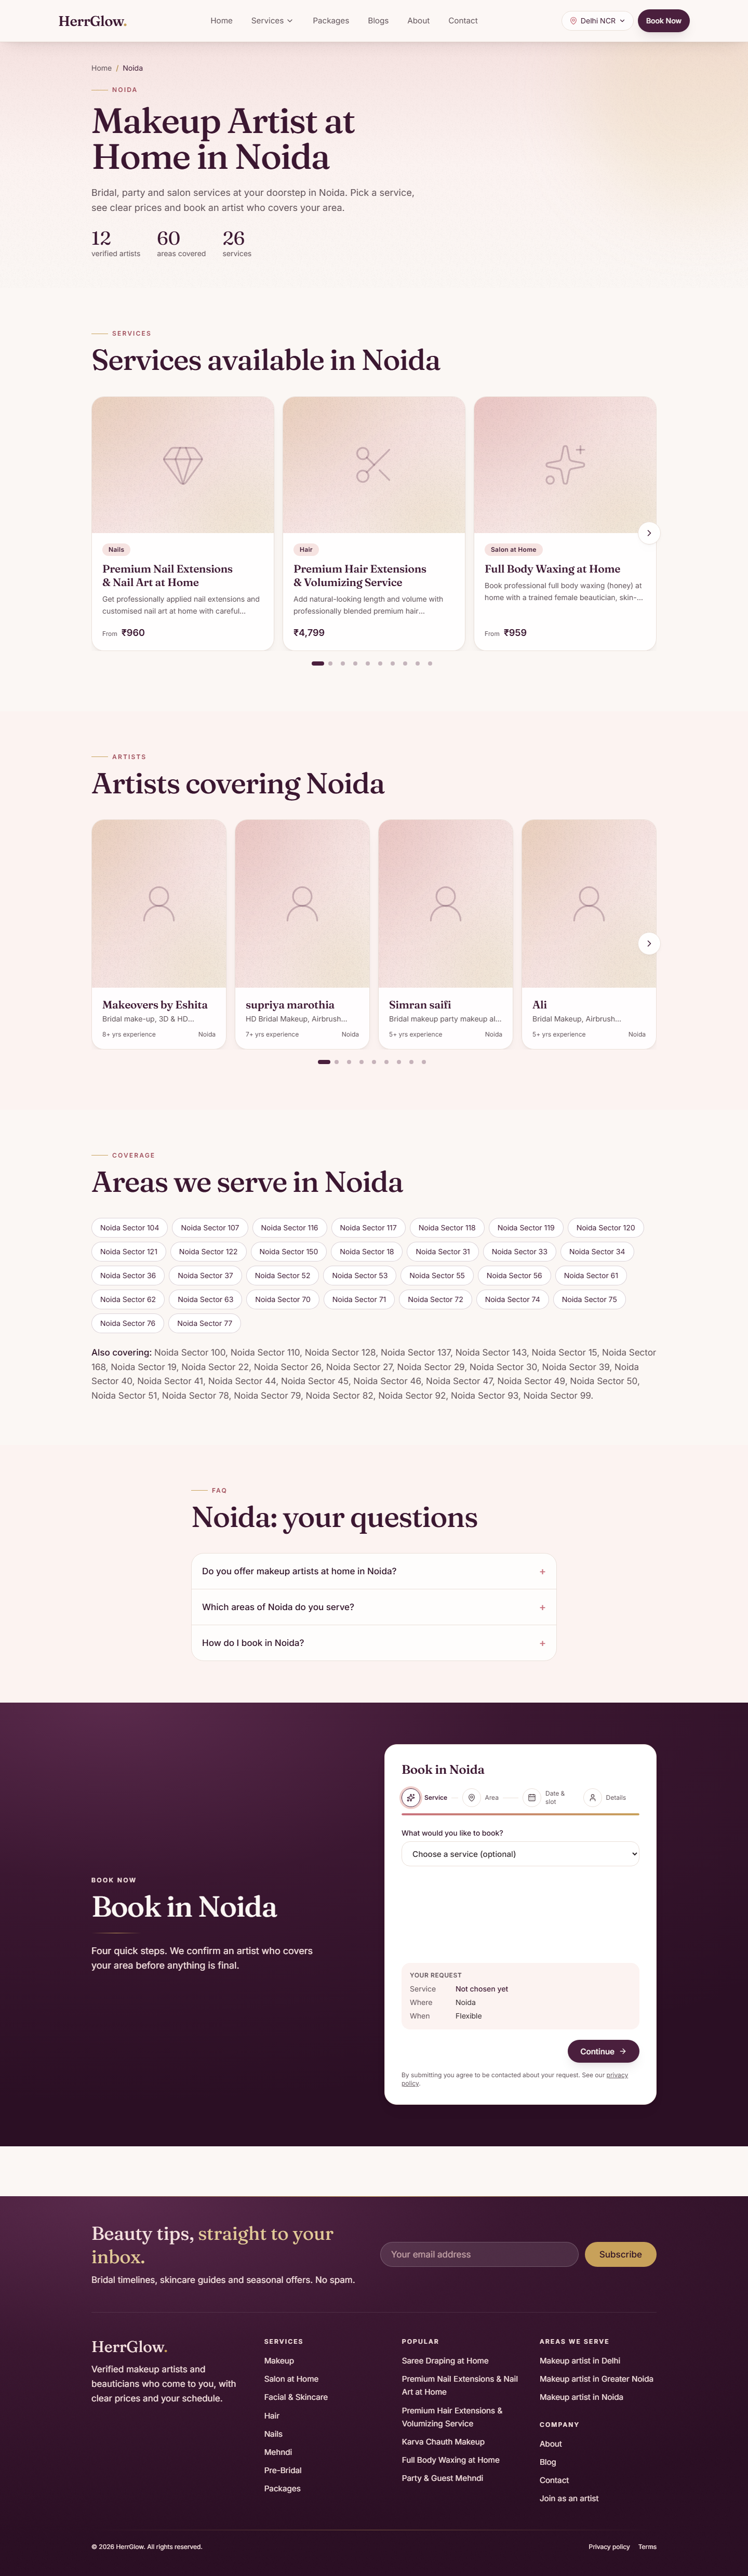 HerrGlow.
Home
Services
Packages
Blogs
About
Contact
Delhi NCR
Book Now
Home / Noida
NOIDA
Makeup Artist at
Home in Noida
Bridal, party and salon services at your doorstep in Noida. Pick a service,
see clear prices and book an artist who covers your area.
12
verified artists
60
areas covered
26
services
SERVICES
Services available in Noida
Nails
Premium Nail Extensions
& Nail Art at Home
Get professionally applied nail extensions and
customised nail art at home with careful...
From ₹960
Hair
Premium Hair Extensions
& Volumizing Service
Add natural-looking length and volume with
professionally blended premium hair...
₹4,799
Salon at Home
Full Body Waxing at Home
Book professional full body waxing (honey) at
home with a trained female beautician, skin-...
From ₹959
ARTISTS
Artists covering Noida
Makeovers by Eshita
Bridal make-up, 3D & HD...
8+ yrs experience
Noida
supriya marothia
HD Bridal Makeup, Airbrush...
7+ yrs experience
Noida
Simran saifi
Bridal makeup party makeup al...
5+ yrs experience
Noida
Ali
Bridal Makeup, Airbrush...
5+ yrs experience
Noida
COVERAGE
Areas we serve in Noida
Noida Sector 104
Noida Sector 107
Noida Sector 116
Noida Sector 117
Noida Sector 118
Noida Sector 119
Noida Sector 120
Noida Sector 121
Noida Sector 122
Noida Sector 150
Noida Sector 18
Noida Sector 31
Noida Sector 33
Noida Sector 34
Noida Sector 36
Noida Sector 37
Noida Sector 52
Noida Sector 53
Noida Sector 55
Noida Sector 56
Noida Sector 61
Noida Sector 62
Noida Sector 63
Noida Sector 70
Noida Sector 71
Noida Sector 72
Noida Sector 74
Noida Sector 75
Noida Sector 76
Noida Sector 77
Also covering: Noida Sector 100, Noida Sector 110, Noida Sector 128, Noida Sector 137, Noida Sector 143, Noida Sector 15, Noida Sector
168, Noida Sector 19, Noida Sector 22, Noida Sector 26, Noida Sector 27, Noida Sector 29, Noida Sector 30, Noida Sector 39, Noida
Sector 40, Noida Sector 41, Noida Sector 44, Noida Sector 45, Noida Sector 46, Noida Sector 47, Noida Sector 49, Noida Sector 50,
Noida Sector 51, Noida Sector 78, Noida Sector 79, Noida Sector 82, Noida Sector 92, Noida Sector 93, Noida Sector 99.
FAQ
Noida: your questions
Do you offer makeup artists at home in Noida? +
Which areas of Noida do you serve? +
How do I book in Noida? +
BOOK NOW
Book in Noida
Four quick steps. We confirm an artist who covers
your area before anything is final.
Book in Noida
Service
Area
Date &
slot
Details
What would you like to book?
Choose a service (optional)
YOUR REQUEST
Service Not chosen yet
Where Noida
When Flexible
Continue
By submitting you agree to be contacted about your request. See our privacy
policy.
Beauty tips, straight to your
inbox.
Bridal timelines, skincare guides and seasonal offers. No spam.
Your email address
Subscribe
HerrGlow.
Verified makeup artists and
beauticians who come to you, with
clear prices and your schedule.
SERVICES
Makeup
Salon at Home
Facial & Skincare
Hair
Nails
Mehndi
Pre-Bridal
Packages
POPULAR
Saree Draping at Home
Premium Nail Extensions & Nail
Art at Home
Premium Hair Extensions &
Volumizing Service
Karva Chauth Makeup
Full Body Waxing at Home
Party & Guest Mehndi
AREAS WE SERVE
Makeup artist in Delhi
Makeup artist in Greater Noida
Makeup artist in Noida
COMPANY
About
Blog
Contact
Join as an artist
© 2026 HerrGlow. All rights reserved.
Privacy policy
Terms